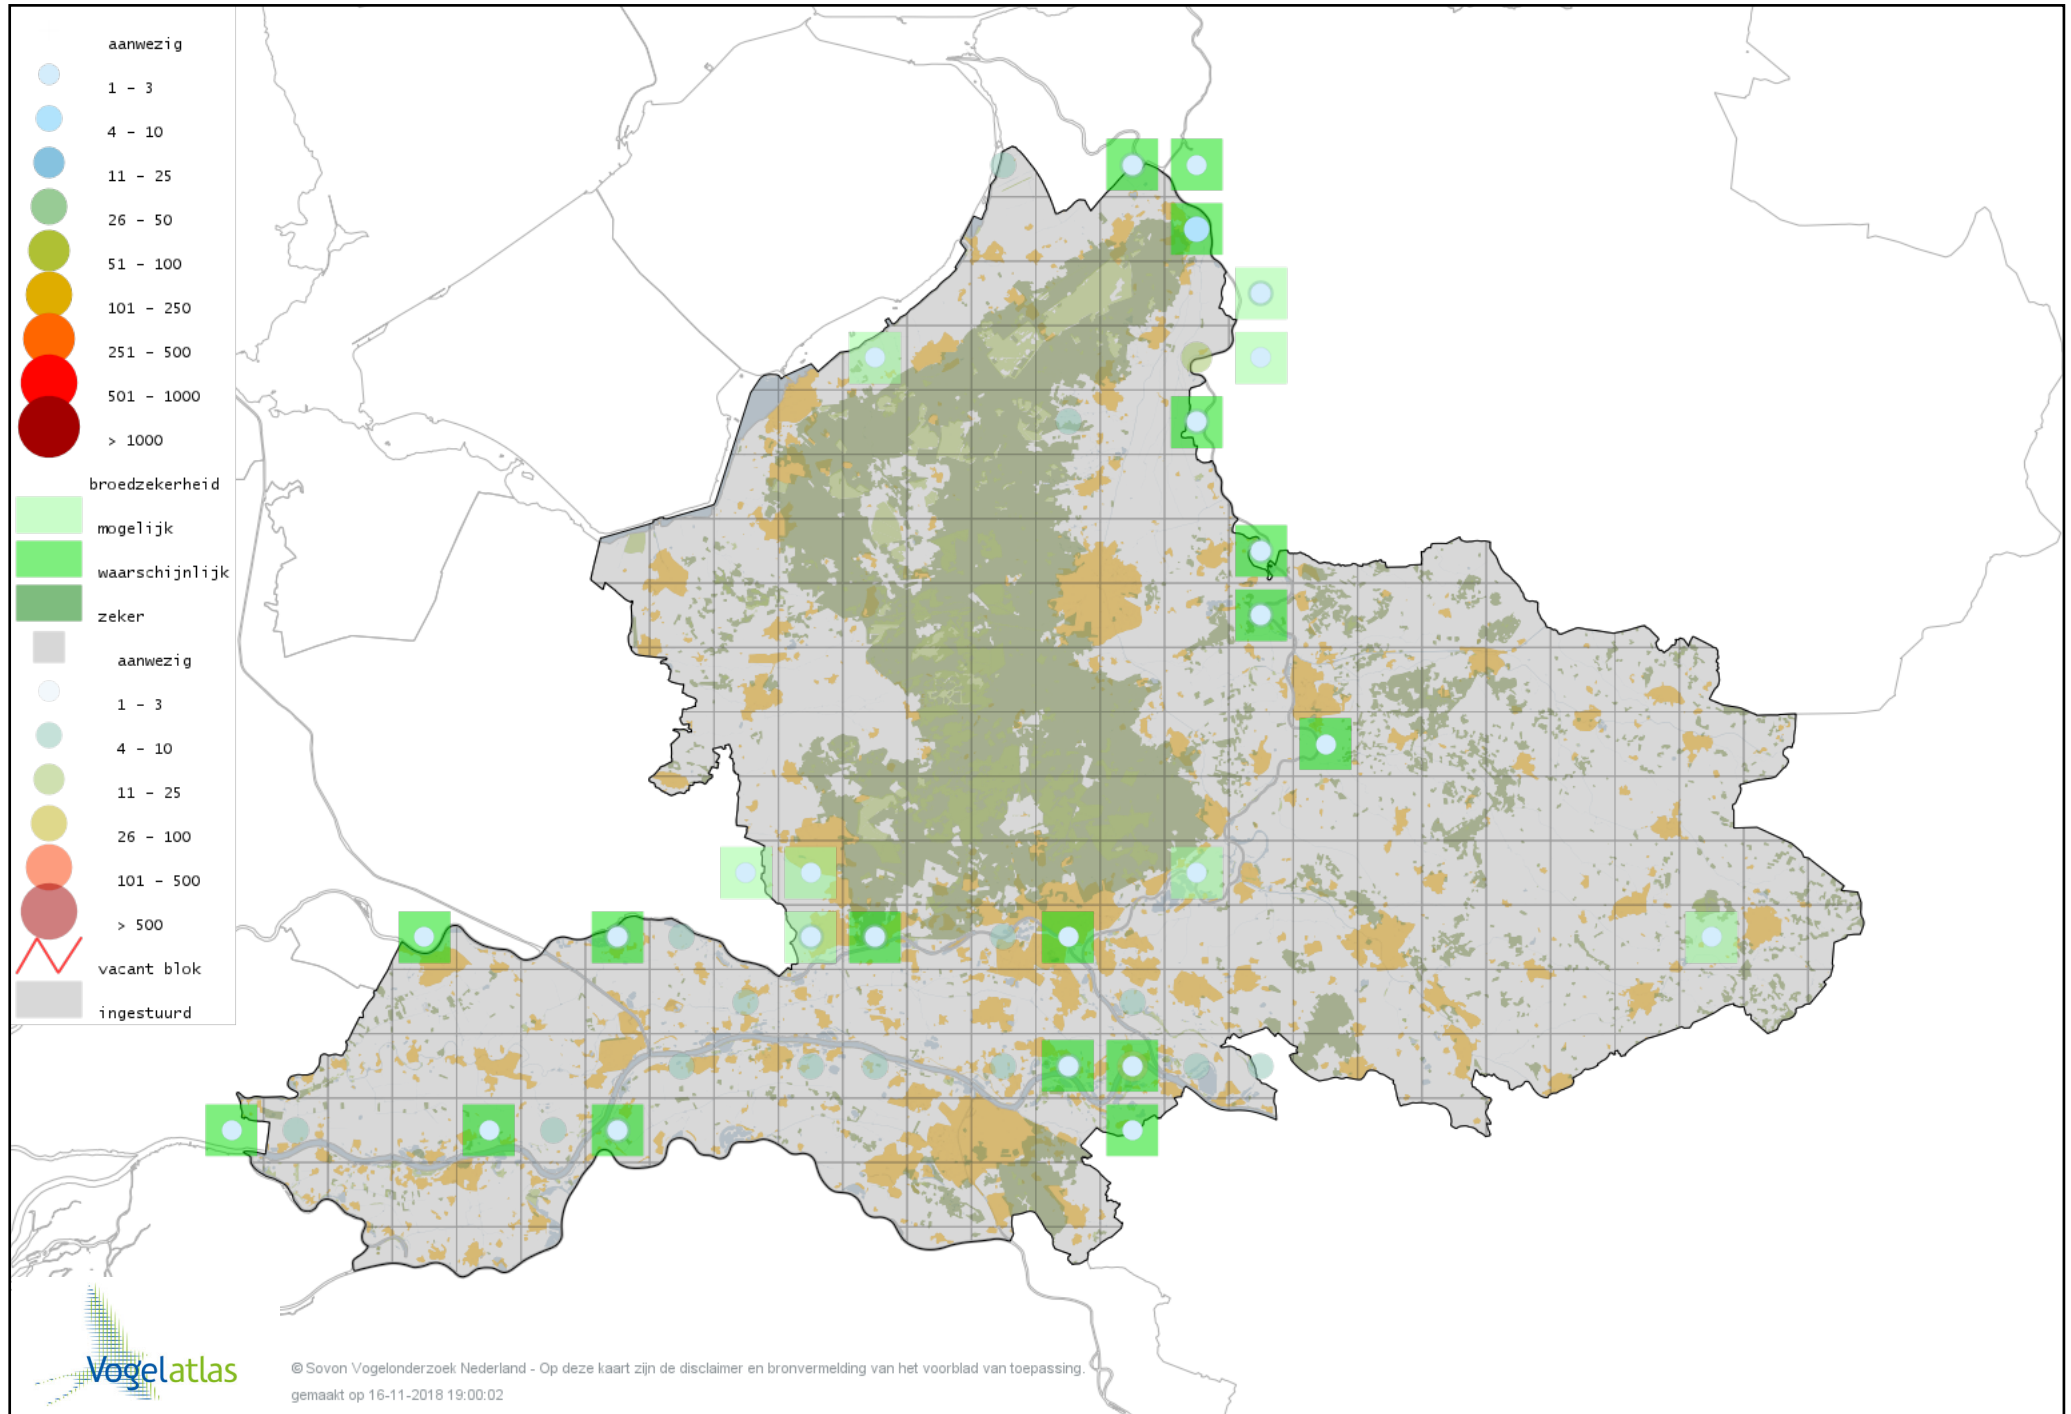 aanwezig
1 - 3
4 - 10
11 - 25
26 - 50
51 - 100
101 - 250
251 - 500
501 - 1000
> 1000
broedzekerheid
mogelijk
waarschijnlijk
zeker
aanwezig
1 - 3
4 - 10
11 - 25
26 - 100
101 - 500
> 500
vacant blok
ingestuurd
Vogelatlas
© Sovon Vogelonderzoek Nederland - Op deze kaart zijn de disclaimer en bronvermelding van het voorblad van toepassing.
gemaakt op 16-11-2018 19:00:02